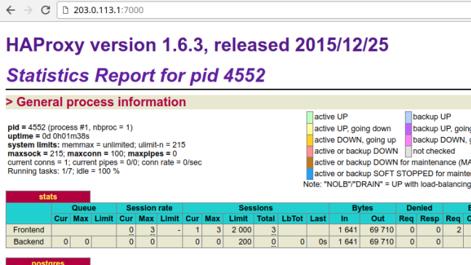 203.0.113.1:7000
HAProxy version 1.6.3, released 2015/12/25
Statistics Report for pid 4552
> General process information
pid = 4552 (process #1, nbproc = 1)
uptime = 0d 0h01m38s
system limits: memmax = unlimited; ulimit-n = 215
maxsock = 215; maxconn = 100; maxpipes = 0
current conns = 1; current pipes = 0/0; conn rate = 0/sec
Running tasks: 1/7; idle = 100 %
active UP backup UP
active UP, going down backup UP, going
active DOWN, going up backup DOWN, g
active or backup DOWN not checked
active or backup DOWN for maintenance (MA
active or backup SOFT STOPPED for mainte
Note: "NOLB"/"DRAIN" = UP with load-balancing
stats
Queue Session rate Sessions Bytes Denied
Cur Max Limit Cur Max Limit Cur Max Limit Total LbTot Last In Out Req Resp Req
Frontend 0 3 - 1 3 2 000 3 1 641 69 710 0 0 2
Backend 0 0 0 0 0 0 200 0 0 0s 1 641 69 710 0 0
postgres